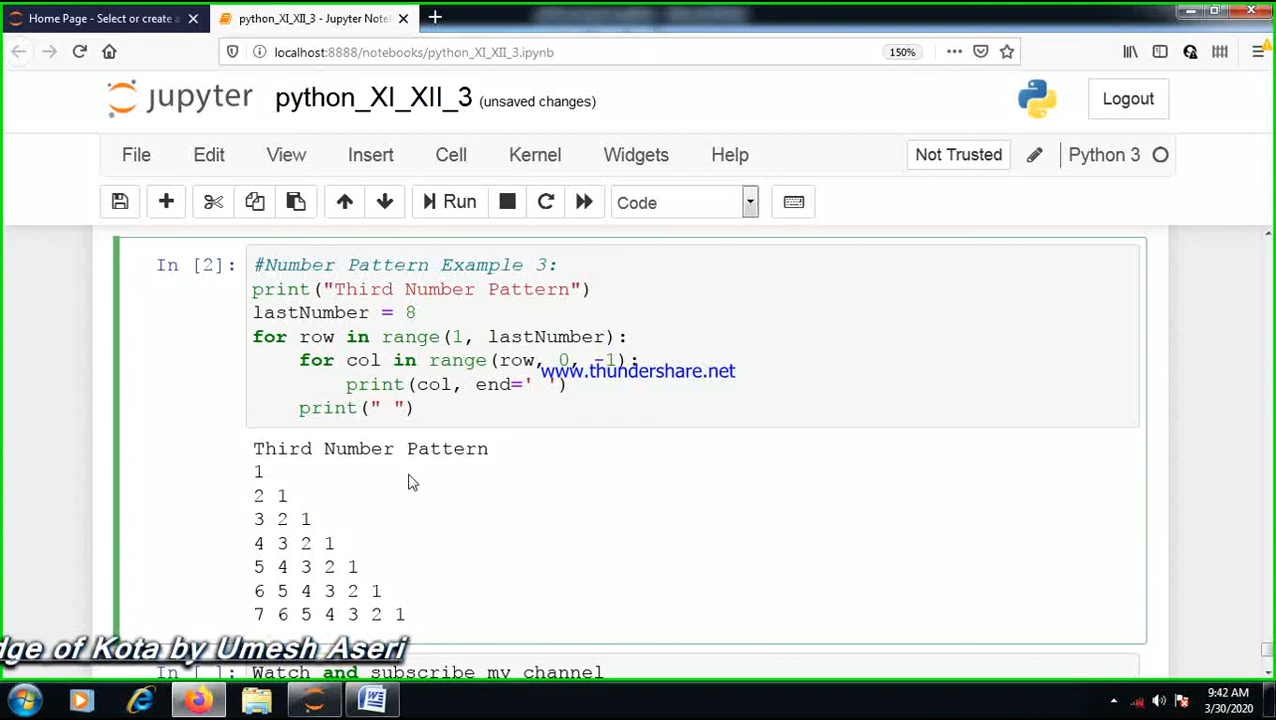 Home Page - Select or create a
python_XI_XII_3 - Jupyter Note
localhost:8888/notebooks/python_XI_XII_3.ipynb
150%
jupyter python_XI_XII_3 (unsaved changes)
Logout
File Edit View Insert Cell Kernel Widgets Help
Not Trusted
Python 3
Run
Code
In [2]: #Number Pattern Example 3:
print("Third Number Pattern")
lastNumber = 8
for row in range(1, lastNumber):
    for col in range(row, 0, -1):
www.thundershare.net
        print(col, end=' ')
    print(" ")
Third Number Pattern
1
2 1
3 2 1
4 3 2 1
5 4 3 2 1
6 5 4 3 2 1
7 6 5 4 3 2 1
dge of Kota by Umesh Aseri
In [ ]: Watch and subscribe my channel
9:42 AM
3/30/2020